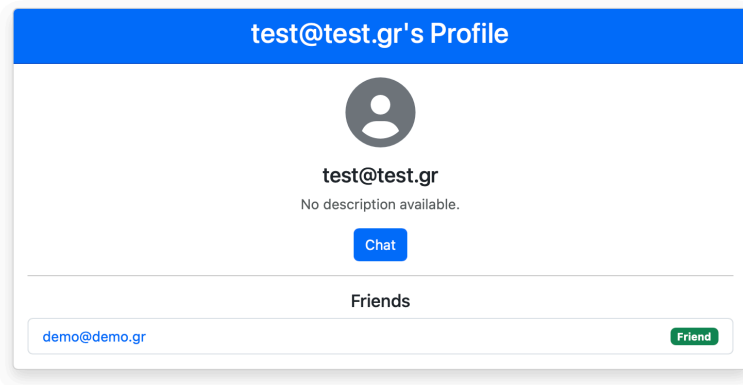 test@test.gr's Profile
test@test.gr
No description available.
Chat
Friends
demo@demo.gr Friend